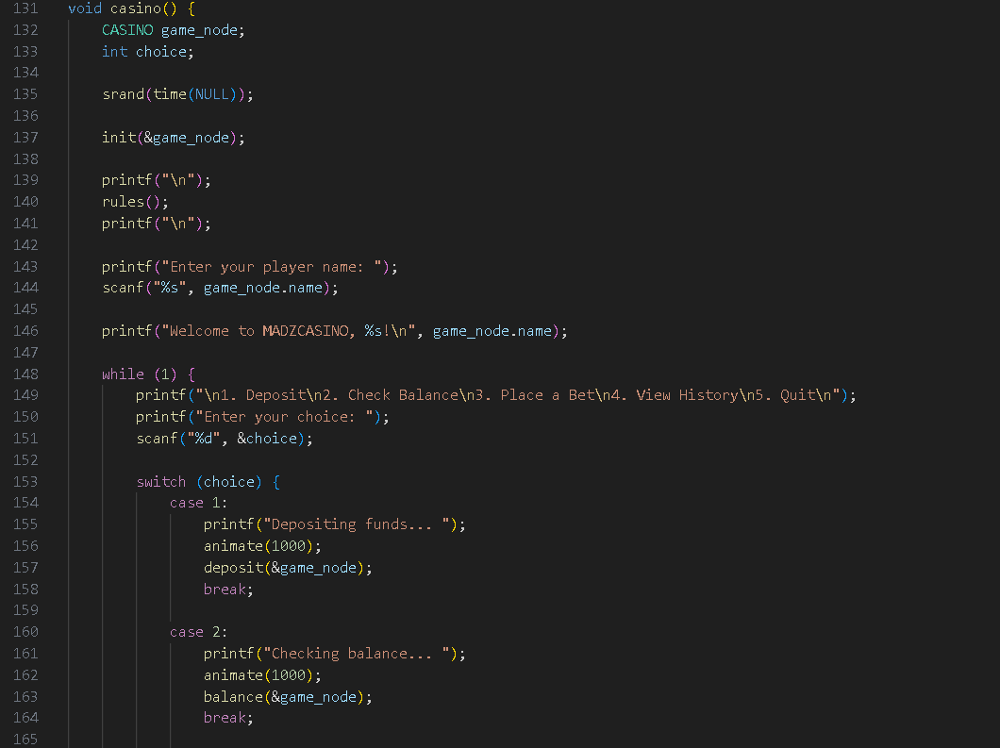 131 void casino() {
132 CASINO game_node;
133 int choice;
134
135 srand(time(NULL));
136
137 init(&game_node);
138
139 printf("\n");
140 rules();
141 printf("\n");
142
143 printf("Enter your player name: ");
144 scanf("%s", game_node.name);
145
146 printf("Welcome to MADZCASINO, %s!\n", game_node.name);
147
148 while (1) {
149 printf("\n1. Deposit\n2. Check Balance\n3. Place a Bet\n4. View History\n5. Quit\n");
150 printf("Enter your choice: ");
151 scanf("%d", &choice);
152
153 switch (choice) {
154 case 1:
155 printf("Depositing funds... ");
156 animate(1000);
157 deposit(&game_node);
158 break;
159
160 case 2:
161 printf("Checking balance... ");
162 animate(1000);
163 balance(&game_node);
164 break;
165